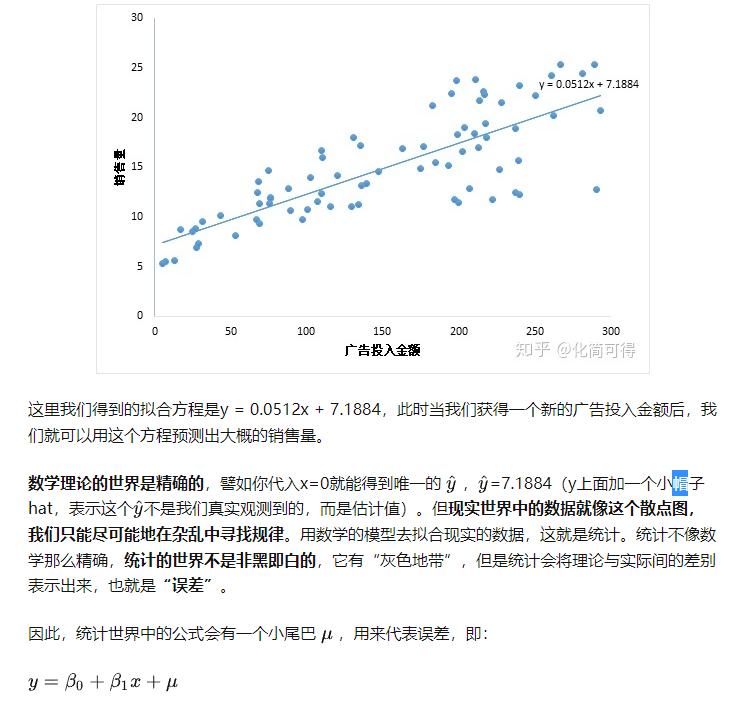 30
25
20
15
10
5
0
销售量
y = 0.0512x + 7.1884
0 50 100 150 200 250 300
广告投入金额
知乎 @化简可得
这里我们得到的拟合方程是y = 0.0512x + 7.1884，此时当我们获得一个新的广告投入金额后，我
们就可以用这个方程预测出大概的销售量。
数学理论的世界是精确的，譬如你代入x=0就能得到唯一的 ŷ ，ŷ=7.1884（y上面加一个小帽子
hat，表示这个ŷ不是我们真实观测到的，而是估计值）。但现实世界中的数据就像这个散点图，
我们只能尽可能地在杂乱中寻找规律。用数学的模型去拟合现实的数据，这就是统计。统计不像数
学那么精确，统计的世界不是非黑即白的，它有“灰色地带”，但是统计会将理论与实际间的差别
表示出来，也就是“误差”。
因此，统计世界中的公式会有一个小尾巴 μ ，用来代表误差，即：
y = β₀ + β₁x + μ